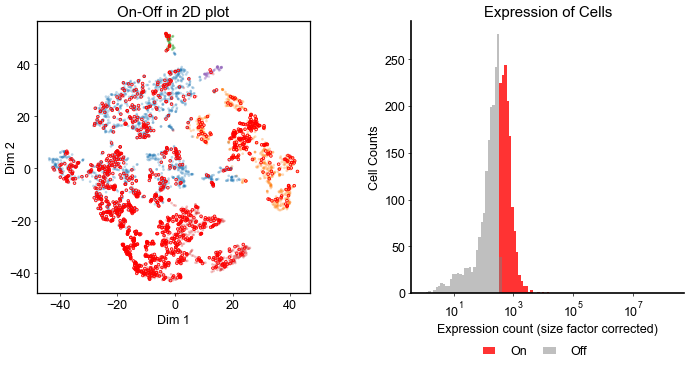 On-Off in 2D plot
Dim 2
40
20
0
−20
−40
−40 −20 0 20 40
Dim 1
Expression of Cells
Cell Counts
250
200
150
100
50
0
10^1 10^3 10^5 10^7
Expression count (size factor corrected)
On Off